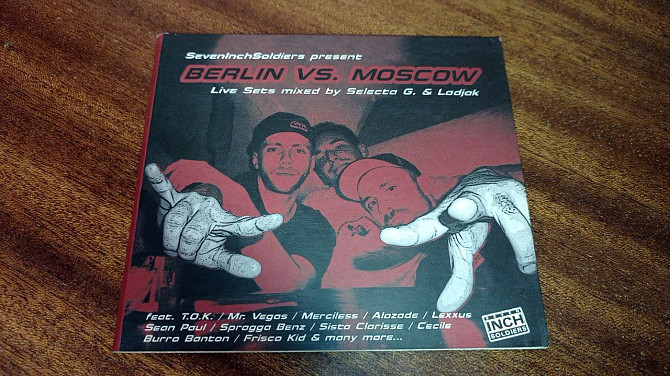 SevenInchSoldiers present
BERLIN VS. MOSCOW
Live Sets mixed by Selecta G. & Ladjak
feat. T.O.K. / Mr. Vegas / Merciless / Alozade / Lexxus
Sean Paul / Spragga Benz / Sista Clarisse / Cecile
Burro Banton / Frisco Kid & many more...
INCH
SOLDIERS